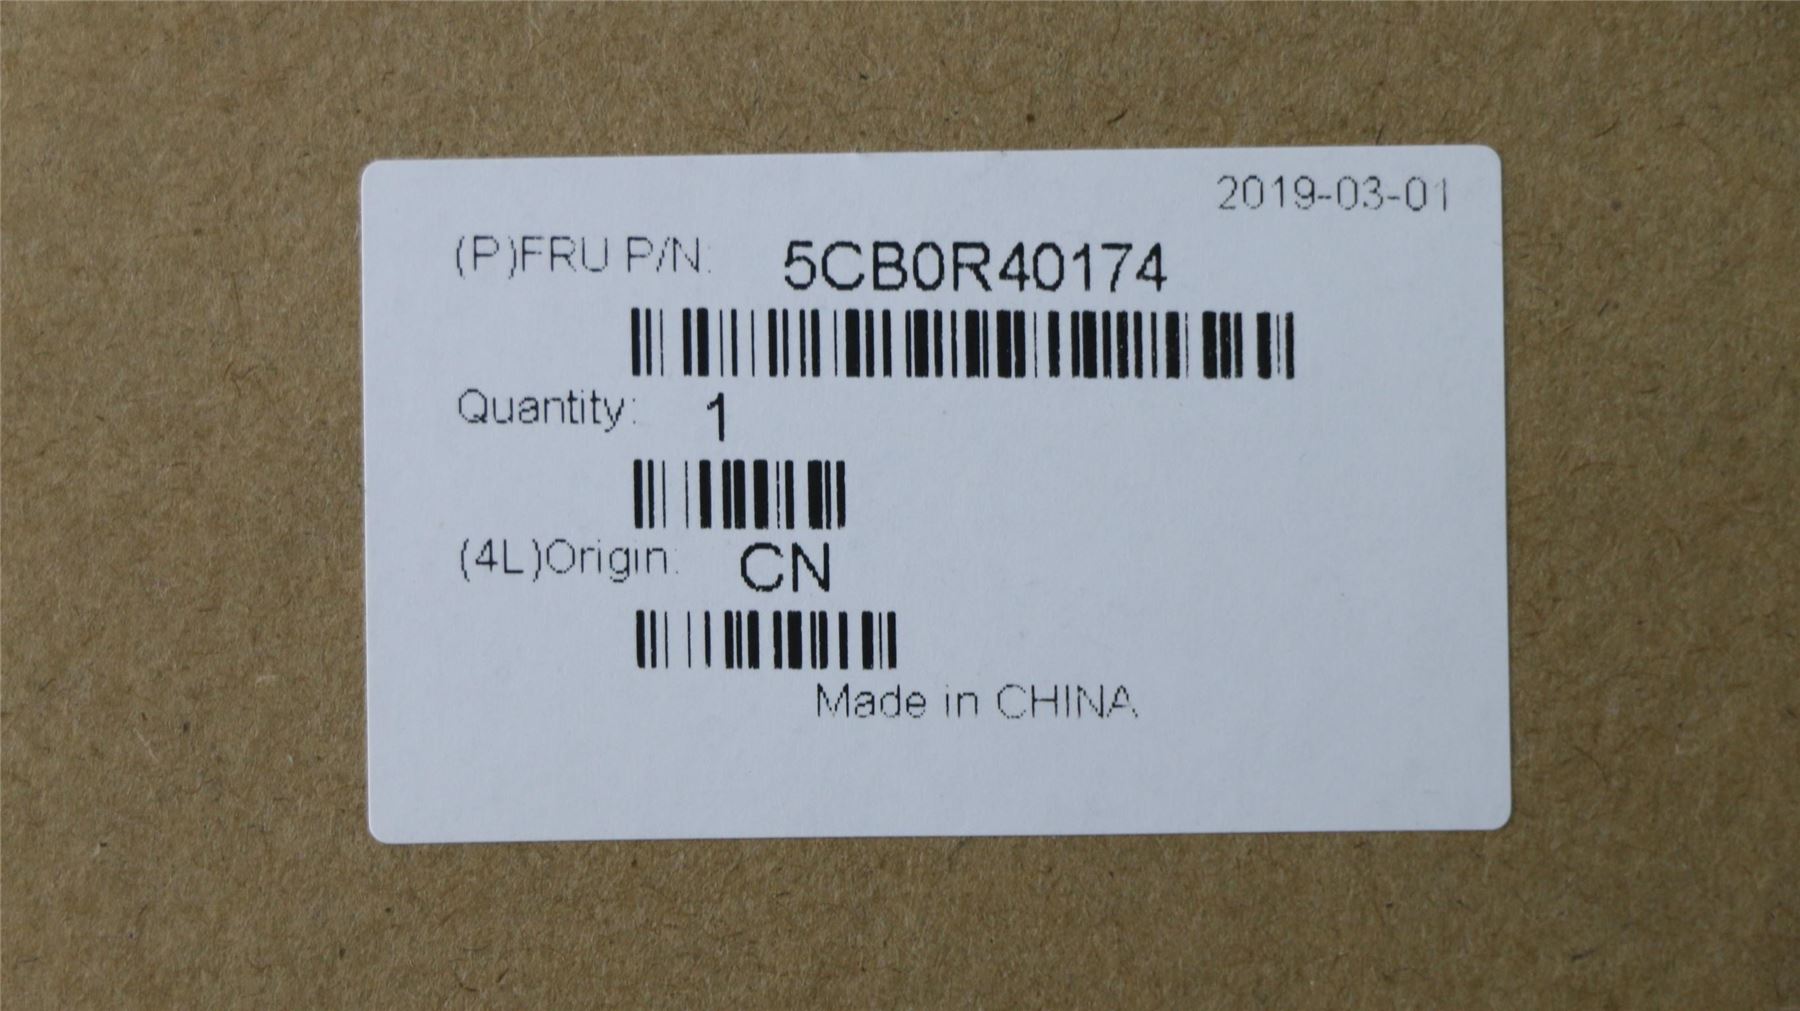 2019-03-01
(P)FRU P/N: 5CB0R40174
Quantity: 1
(4L)Origin: CN
Made in CHINA